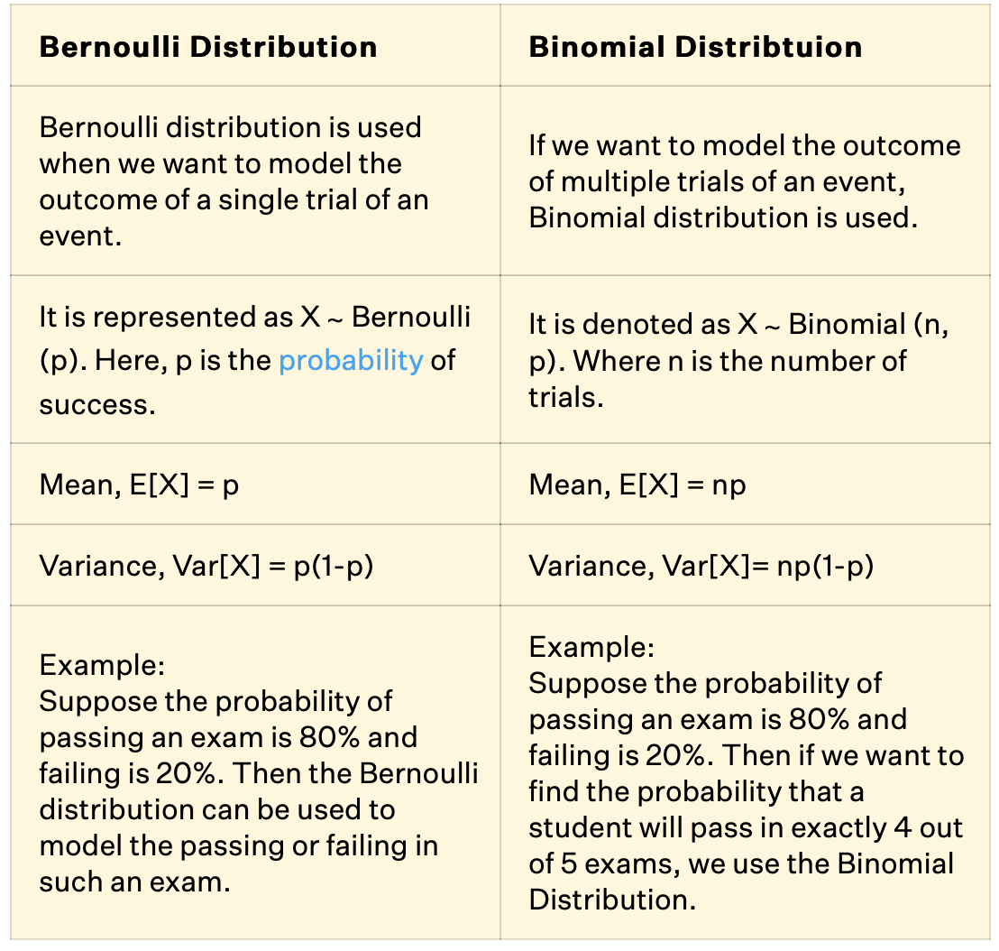 Bernoulli Distribution
Binomial Distribtuion
Bernoulli distribution is used
when we want to model the
outcome of a single trial of an
event.
If we want to model the outcome
of multiple trials of an event,
Binomial distribution is used.
It is represented as X ~ Bernoulli
(p). Here, p is the probability of
success.
It is denoted as X ~ Binomial (n,
p). Where n is the number of
trials.
Mean, E[X] = p
Mean, E[X] = np
Variance, Var[X] = p(1-p)
Variance, Var[X]= np(1-p)
Example:
Suppose the probability of
passing an exam is 80% and
failing is 20%. Then the Bernoulli
distribution can be used to
model the passing or failing in
such an exam.
Example:
Suppose the probability of
passing an exam is 80% and
failing is 20%. Then if we want to
find the probability that a
student will pass in exactly 4 out
of 5 exams, we use the Binomial
Distribution.